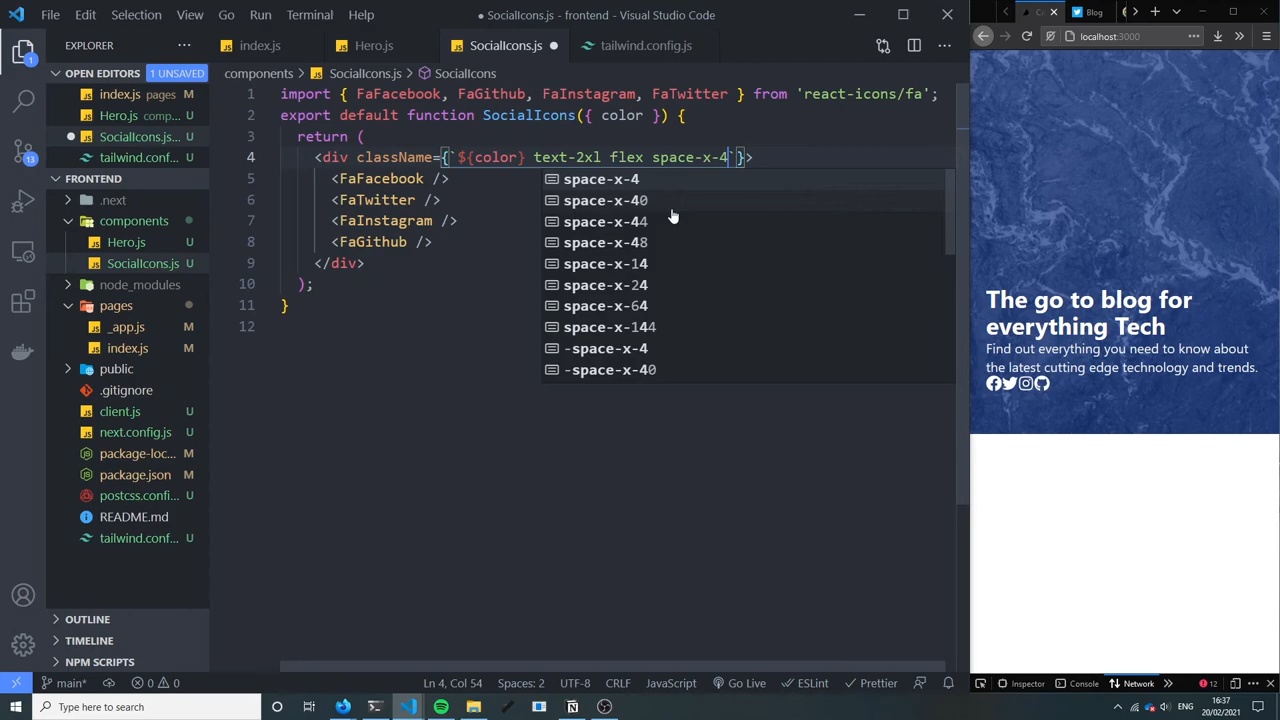 File Edit Selection View Go Run Terminal Help
● SocialIcons.js - frontend - Visual Studio Code
Blog
localhost:3000
EXPLORER
index.js
Hero.js
SocialIcons.js
tailwind.config.js
OPEN EDITORS 1 UNSAVED
index.js pages M
Hero.js comp... U
SocialIcons.js... U
tailwind.conf... U
FRONTEND
.next
components
Hero.js U
SocialIcons.js U
node_modules
pages
_app.js U
index.js M
public
.gitignore
client.js U
next.config.js U
package-loc... M
package.json M
postcss.confi... U
README.md
tailwind.conf... U
OUTLINE
TIMELINE
NPM SCRIPTS
1
23
components > SocialIcons.js > SocialIcons
1 import { FaFacebook, FaGithub, FaInstagram, FaTwitter } from 'react-icons/fa';
2 export default function SocialIcons({ color }) {
3 return (
4 <div className={`${color} text-2xl flex space-x-4`}>
5 <FaFacebook />
6 <FaTwitter />
7 <FaInstagram />
8 <FaGithub />
9 </div>
10 );
11 }
12
space-x-4
space-x-40
space-x-44
space-x-48
space-x-14
space-x-24
space-x-64
space-x-144
-space-x-4
-space-x-40
The go to blog for
everything Tech
Find out everything you need to know about
the latest cutting edge technology and trends.
main* 0 0 Ln 4, Col 54 Spaces: 2 UTF-8 CRLF JavaScript Go Live ESLint Prettier
Inspector Console Network 12
Type here to search
16:37
20/02/2021